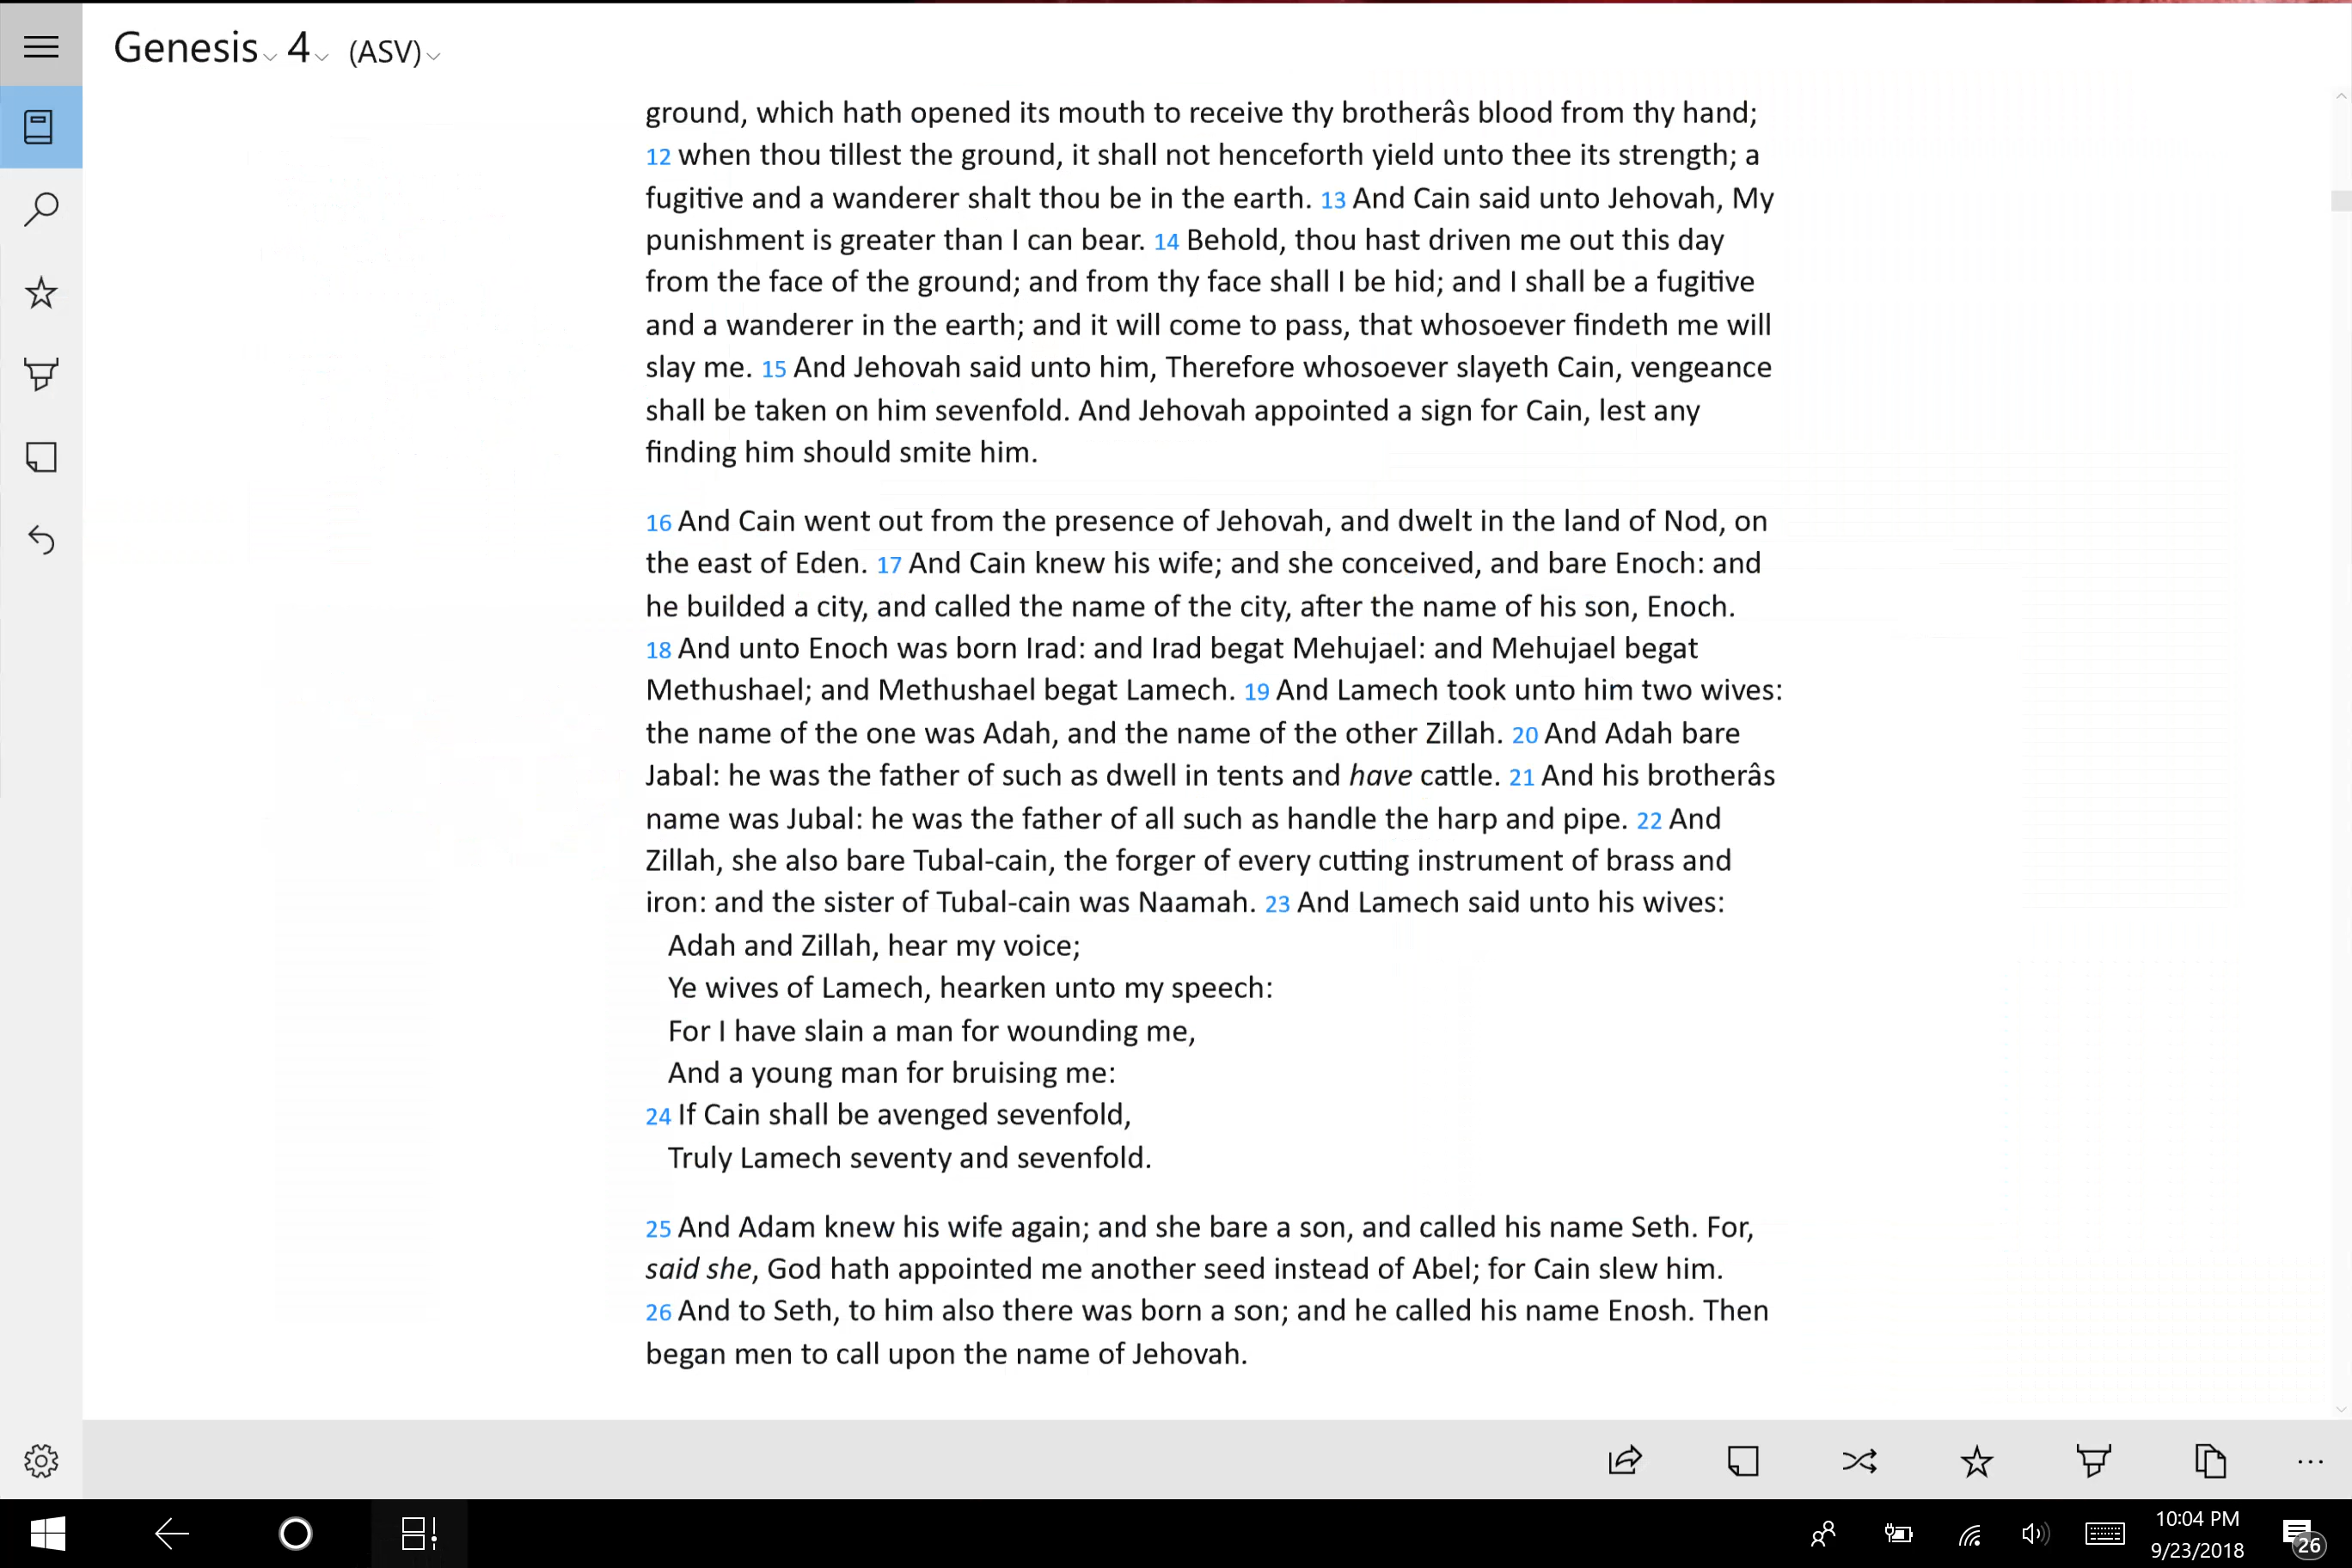 Genesis 4 (ASV)
ground, which hath opened its mouth to receive thy brotherâs blood from thy hand;
12 when thou tillest the ground, it shall not henceforth yield unto thee its strength; a
fugitive and a wanderer shalt thou be in the earth. 13 And Cain said unto Jehovah, My
punishment is greater than I can bear. 14 Behold, thou hast driven me out this day
from the face of the ground; and from thy face shall I be hid; and I shall be a fugitive
and a wanderer in the earth; and it will come to pass, that whosoever findeth me will
slay me. 15 And Jehovah said unto him, Therefore whosoever slayeth Cain, vengeance
shall be taken on him sevenfold. And Jehovah appointed a sign for Cain, lest any
finding him should smite him.
16 And Cain went out from the presence of Jehovah, and dwelt in the land of Nod, on
the east of Eden. 17 And Cain knew his wife; and she conceived, and bare Enoch: and
he builded a city, and called the name of the city, after the name of his son, Enoch.
18 And unto Enoch was born Irad: and Irad begat Mehujael: and Mehujael begat
Methushael; and Methushael begat Lamech. 19 And Lamech took unto him two wives:
the name of the one was Adah, and the name of the other Zillah. 20 And Adah bare
Jabal: he was the father of such as dwell in tents and have cattle. 21 And his brotherâs
name was Jubal: he was the father of all such as handle the harp and pipe. 22 And
Zillah, she also bare Tubal-cain, the forger of every cutting instrument of brass and
iron: and the sister of Tubal-cain was Naamah. 23 And Lamech said unto his wives:
Adah and Zillah, hear my voice;
Ye wives of Lamech, hearken unto my speech:
For I have slain a man for wounding me,
And a young man for bruising me:
24 If Cain shall be avenged sevenfold,
Truly Lamech seventy and sevenfold.
25 And Adam knew his wife again; and she bare a son, and called his name Seth. For,
said she, God hath appointed me another seed instead of Abel; for Cain slew him.
26 And to Seth, to him also there was born a son; and he called his name Enosh. Then
began men to call upon the name of Jehovah.
10:04 PM
9/23/2018
26